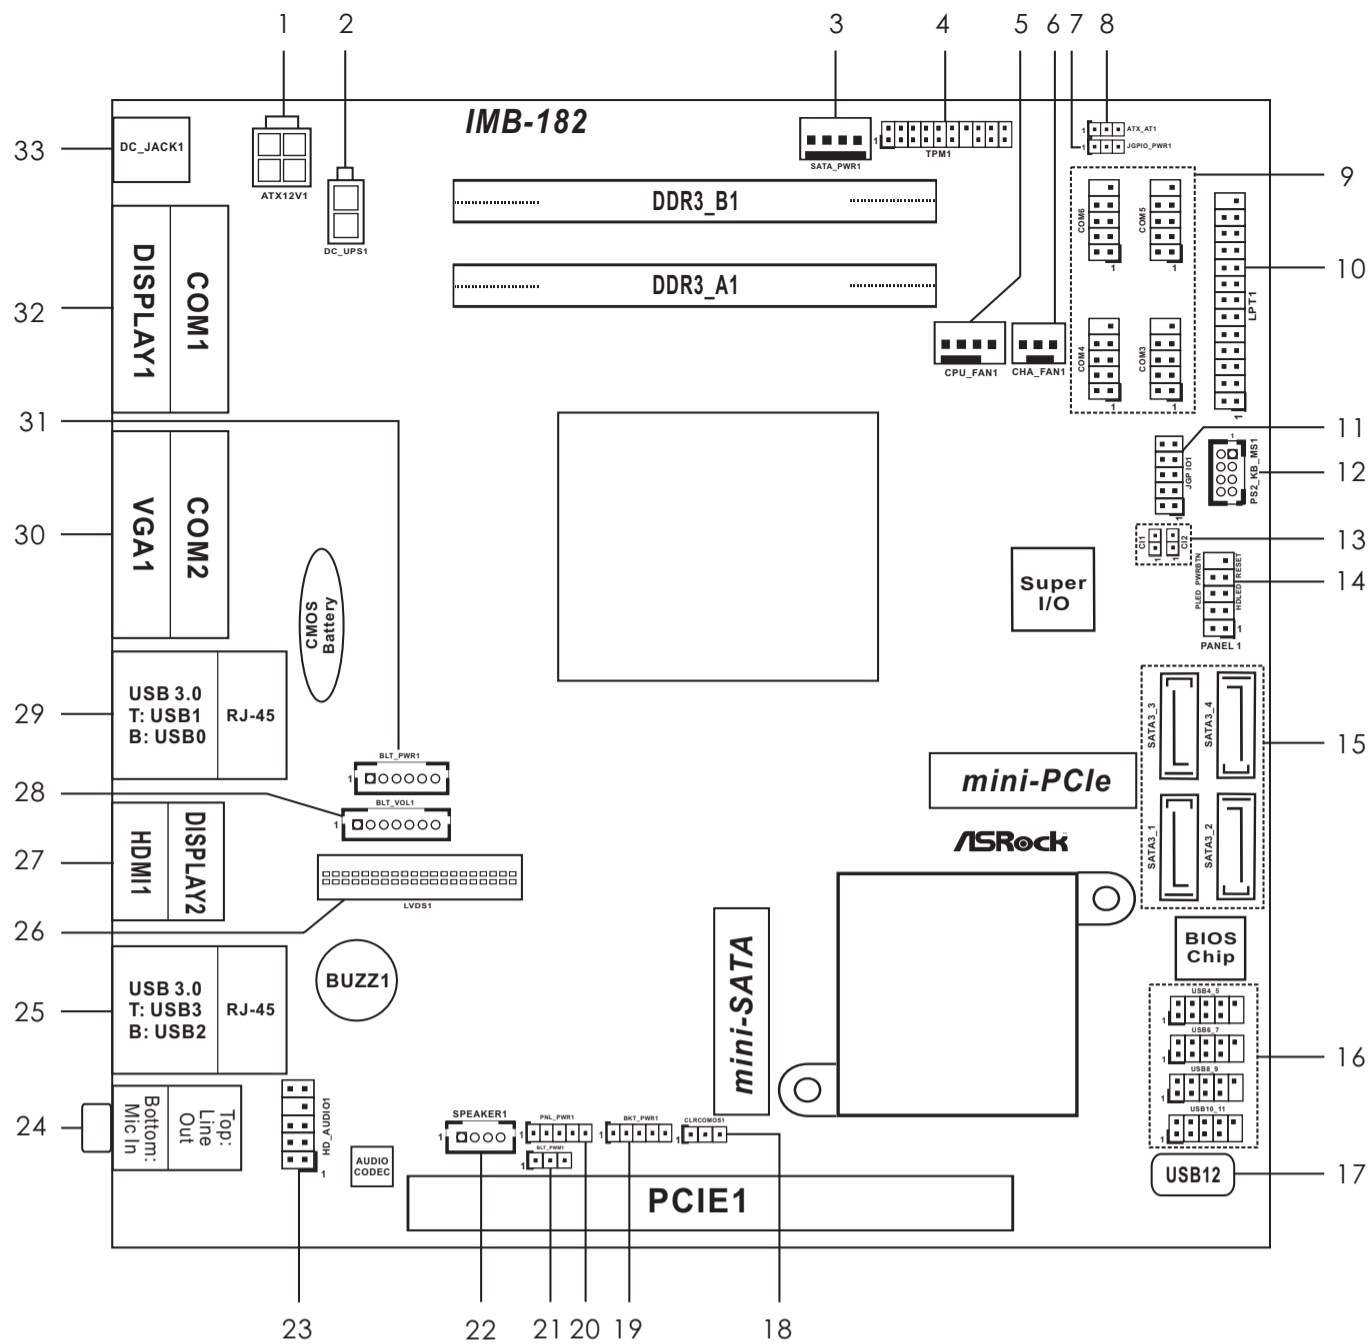 1
2
3
4
5
6
7
8
IMB-182
33
DC_JACK1
ATX12V1
DC_UPS1
1
SATA_PWR1
1
TPM1
1
ATX_AT1
1
JGPIO_PWR1
9
DDR3_B1
DDR3_A1
COM6
1
COM5
1
LPT1
1
10
32
DISPLAY1
COM1
CPU_FAN1
CHA_FAN1
COM4
1
COM3
1
31
11
JGPIO1
1
1
PS2_KB_MS1
12
30
VGA1
COM2
CMOS
Battery
Super
I/O
CI1
1
CI2
1
13
PLED PWRBTN
HDLED RESET
1
PANEL 1
14
29
USB 3.0
T: USB1
B: USB0
RJ-45
BLT_PWR1
1
28
BLT_VOL1
1
SATA3_3
SATA3_4
15
mini-PCIe
ASRock
SATA3_1
SATA3_2
27
HDMI1
DISPLAY2
LVDS1
26
BIOS
Chip
25
USB 3.0
T: USB3
B: USB2
RJ-45
BUZZ1
mini-SATA
USB4_5
1
USB6_7
1
USB8_9
1
USB10_11
1
16
24
Bottom:
Mic In
Top:
Line
Out
HD_AUDIO1
1
AUDIO
CODEC
SPEAKER1
1
PNL_PWR1
1
BLT_PWM1
1
BKT_PWR1
1
CLRCOMOS1
1
USB12
17
PCIE1
23
22
21
20
19
18